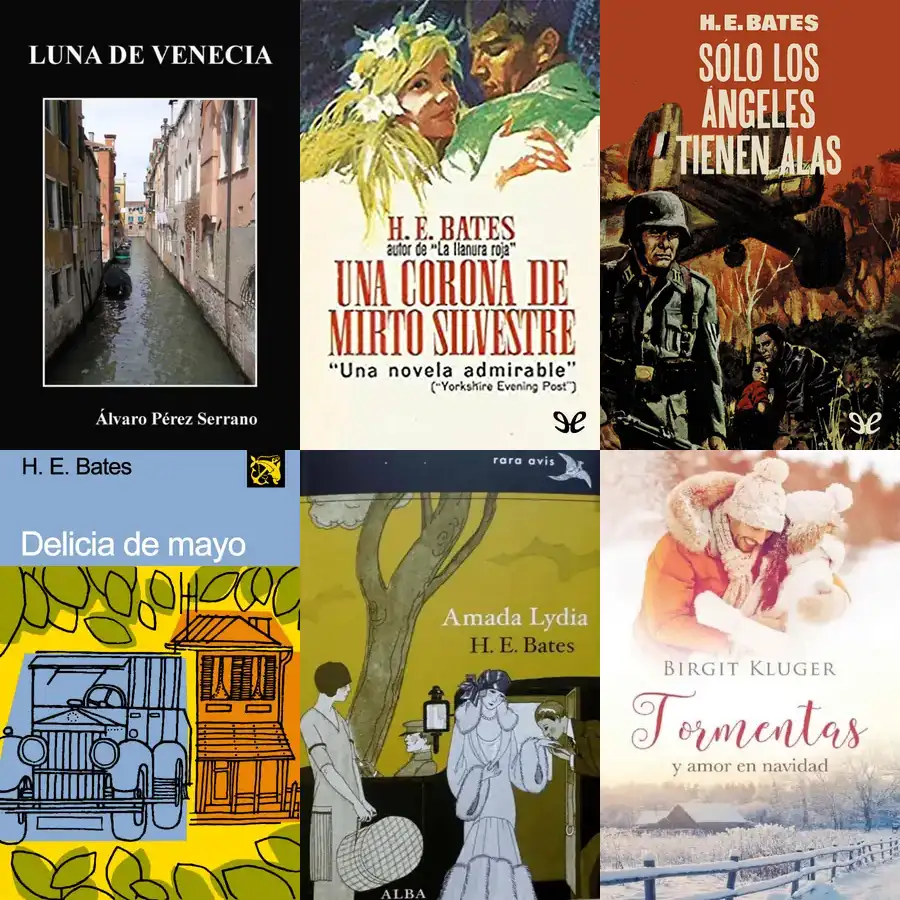 LUNA DE VENECIA
Álvaro Pérez Serrano
H. E. BATES
autor de "La llanura roja"
UNA CORONA DE
MIRTO SILVESTRE
"Una novela admirable"
("Yorkshire Evening Post")
H. E. BATES
SÓLO LOS
ÁNGELES
TIENEN ALAS
H. E. Bates
Delicia de mayo
rara avis
Amada Lydia
H. E. Bates
ALBA
BIRGIT KLUGER
Tormentas
y amor en navidad